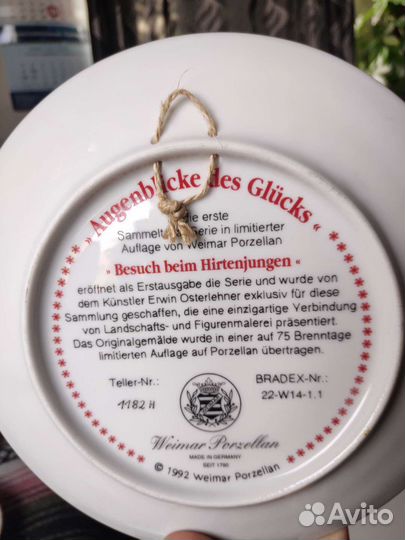 » Augenblicke des Glücks «
die erste
Sammelteller-Serie in limitierter
Auflage von Weimar Porzellan
» Besuch beim Hirtenjungen «
eröffnet als Erstausgabe die Serie und wurde von
dem Künstler Erwin Osterlehner exklusiv für diese
Sammlung geschaffen, die eine einzigartige Verbindung
von Landschafts- und Figurenmalerei präsentiert.
Das Originalgemälde wurde in einer auf 75 Brenntage
limitierten Auflage auf Porzellan übertragen.
Teller-Nr.: BRADEX-Nr.:
1182 H 22-W14-1.1
Weimar Porzellan
MADE IN GERMANY
SEIT 1790
© 1992 Weimar Porzellan
Avito